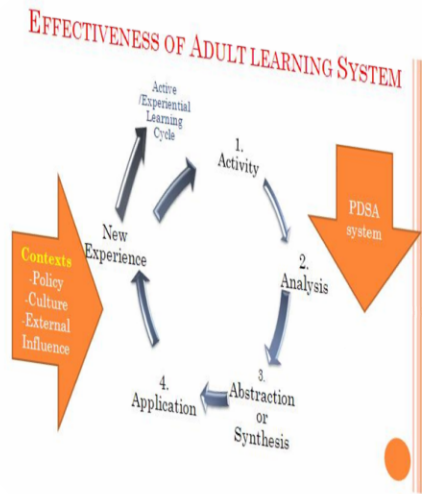 EFFECTIVENESS OF ADULT LEARNING SYSTEM
Active
/Experiential
Learning
Cycle
1.
Activity
PDSA
system
New
Experience
Contexts
-Policy
-Culture
-External
Influence
2.
Analysis
3.
Abstraction
or
Synthesis
4.
Application